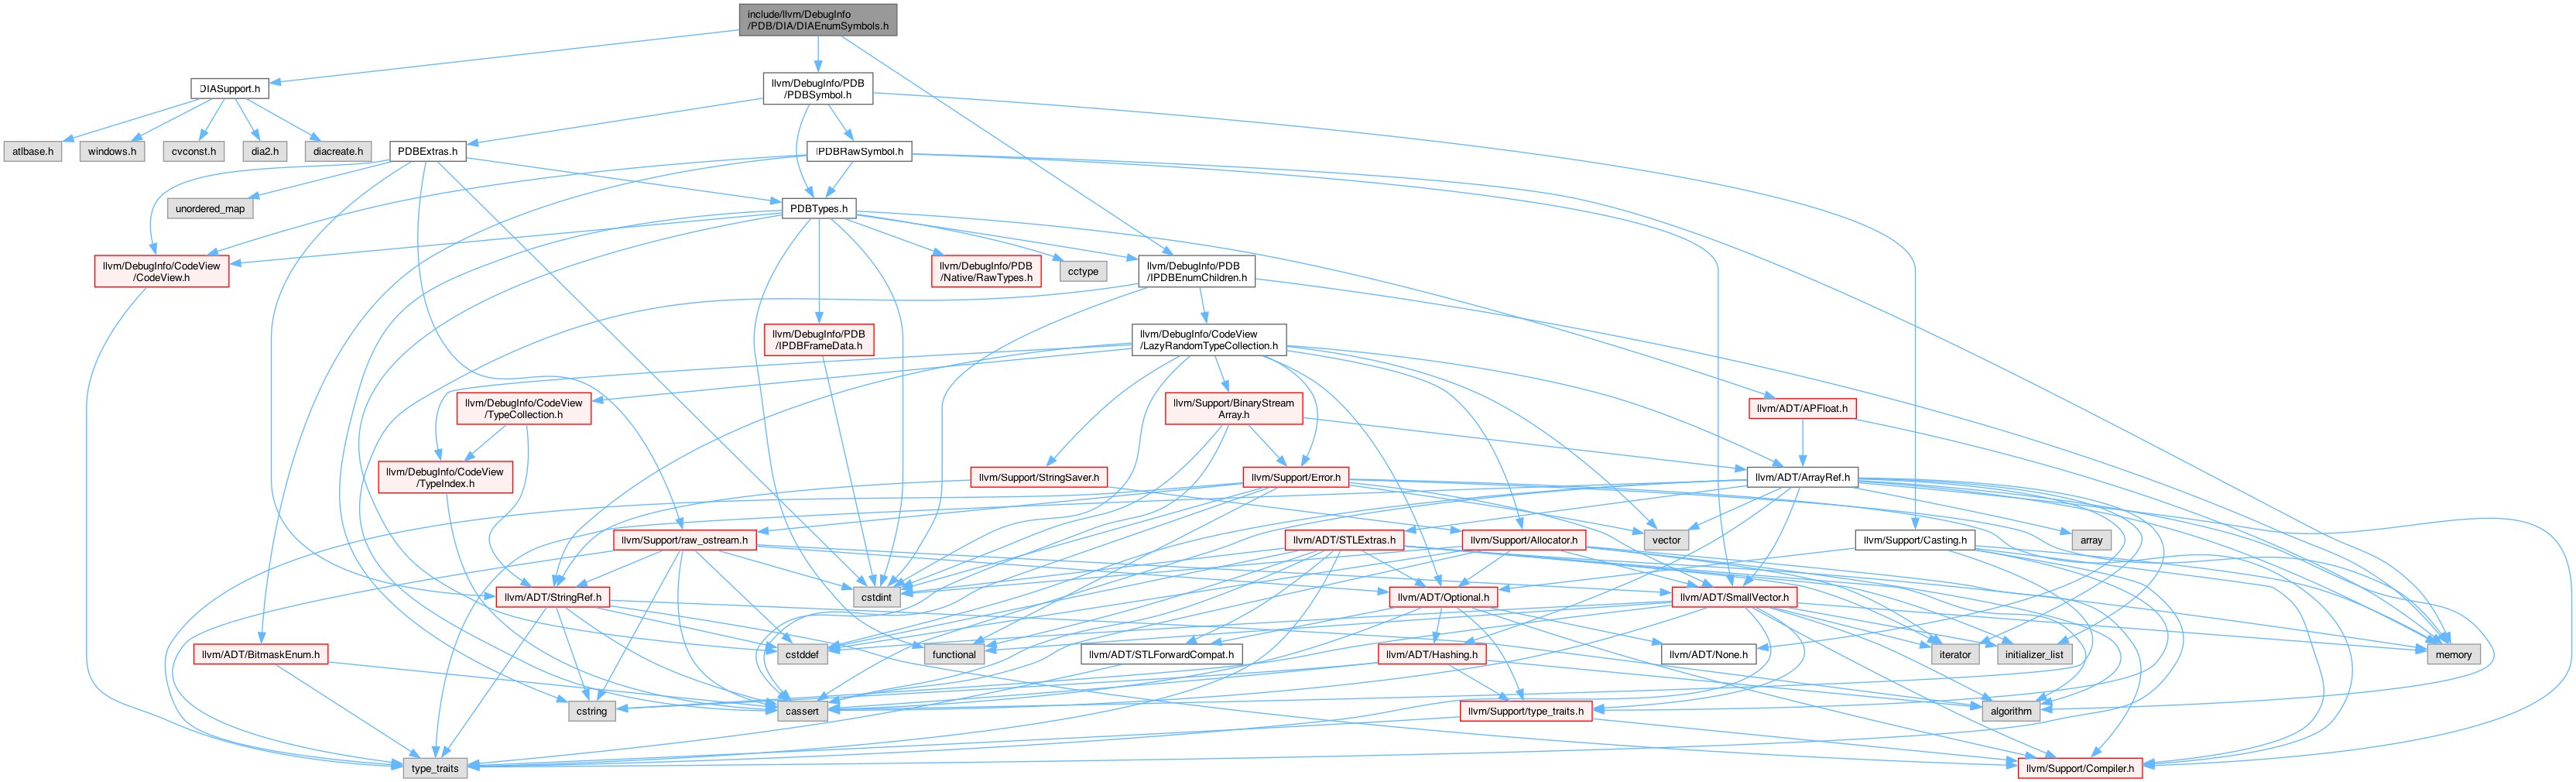 include/llvm/DebugInfo
/PDB/DIA/DIAEnumSymbols.h
DIASupport.h
llvm/DebugInfo/PDB
/PDBSymbol.h
atlbase.h
windows.h
cvconst.h
dia2.h
diacreate.h
PDBExtras.h
IPDBRawSymbol.h
unordered_map
PDBTypes.h
llvm/DebugInfo/CodeView
/CodeView.h
llvm/DebugInfo/PDB
/Native/RawTypes.h
cctype
llvm/DebugInfo/PDB
/IPDBEnumChildren.h
llvm/DebugInfo/PDB
/IPDBFrameData.h
llvm/DebugInfo/CodeView
/LazyRandomTypeCollection.h
llvm/DebugInfo/CodeView
/TypeCollection.h
llvm/Support/BinaryStream
Array.h
llvm/ADT/APFloat.h
llvm/DebugInfo/CodeView
/TypeIndex.h
llvm/Support/StringSaver.h
llvm/Support/Error.h
llvm/ADT/ArrayRef.h
llvm/Support/raw_ostream.h
llvm/ADT/STLExtras.h
llvm/Support/Allocator.h
vector
llvm/Support/Casting.h
array
llvm/ADT/StringRef.h
cstdint
llvm/ADT/Optional.h
llvm/ADT/SmallVector.h
llvm/ADT/BitmaskEnum.h
cstddef
functional
llvm/ADT/STLForwardCompat.h
llvm/ADT/Hashing.h
llvm/ADT/None.h
iterator
initializer_list
memory
cstring
cassert
llvm/Support/type_traits.h
algorithm
type_traits
llvm/Support/Compiler.h